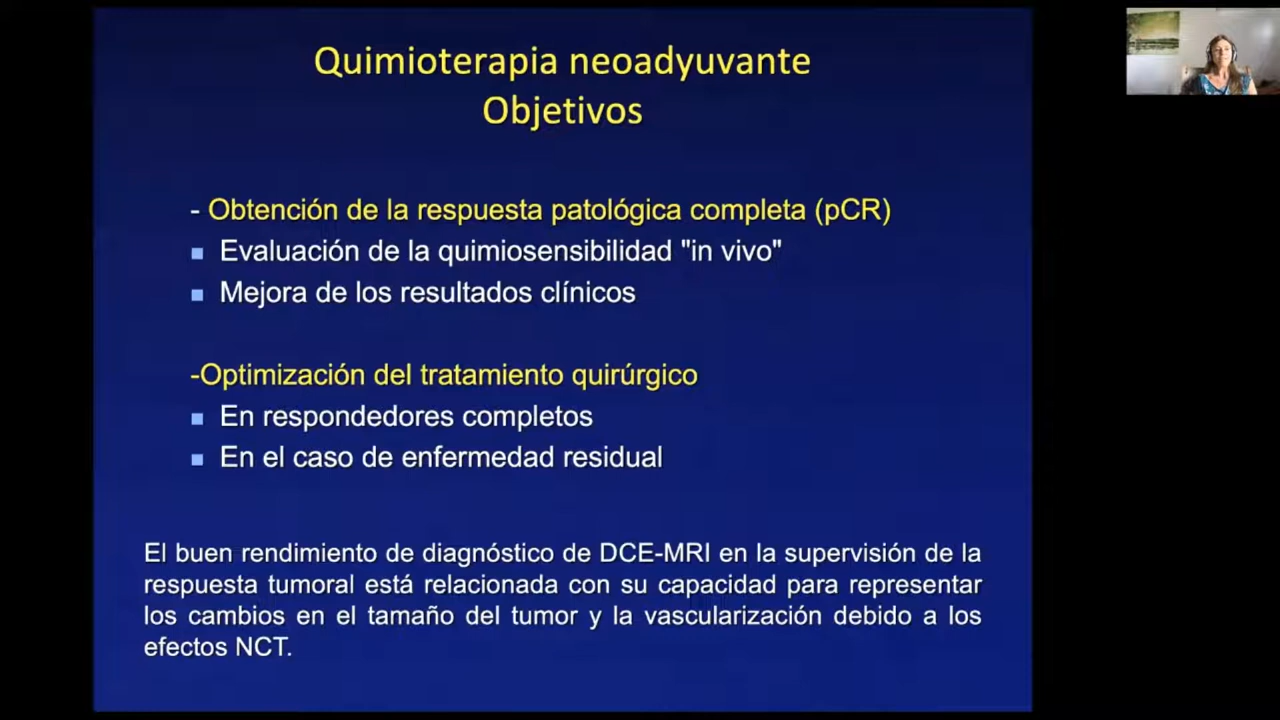 Quimioterapia neoadyuvante
Objetivos
- Obtención de la respuesta patológica completa (pCR)
■ Evaluación de la quimiosensibilidad "in vivo"
■ Mejora de los resultados clínicos
-Optimización del tratamiento quirúrgico
■ En respondedores completos
■ En el caso de enfermedad residual
El buen rendimiento de diagnóstico de DCE-MRI en la supervisión de la
respuesta tumoral está relacionada con su capacidad para representar
los cambios en el tamaño del tumor y la vascularización debido a los
efectos NCT.